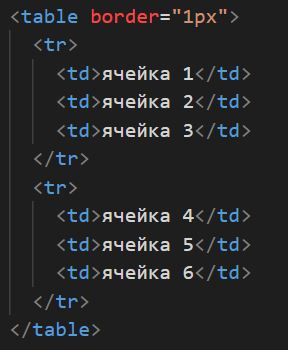 <table border="1px">
<tr>
<td>ячейка 1</td>
<td>ячейка 2</td>
<td>ячейка 3</td>
</tr>
<tr>
<td>ячейка 4</td>
<td>ячейка 5</td>
<td>ячейка 6</td>
</tr>
</table>